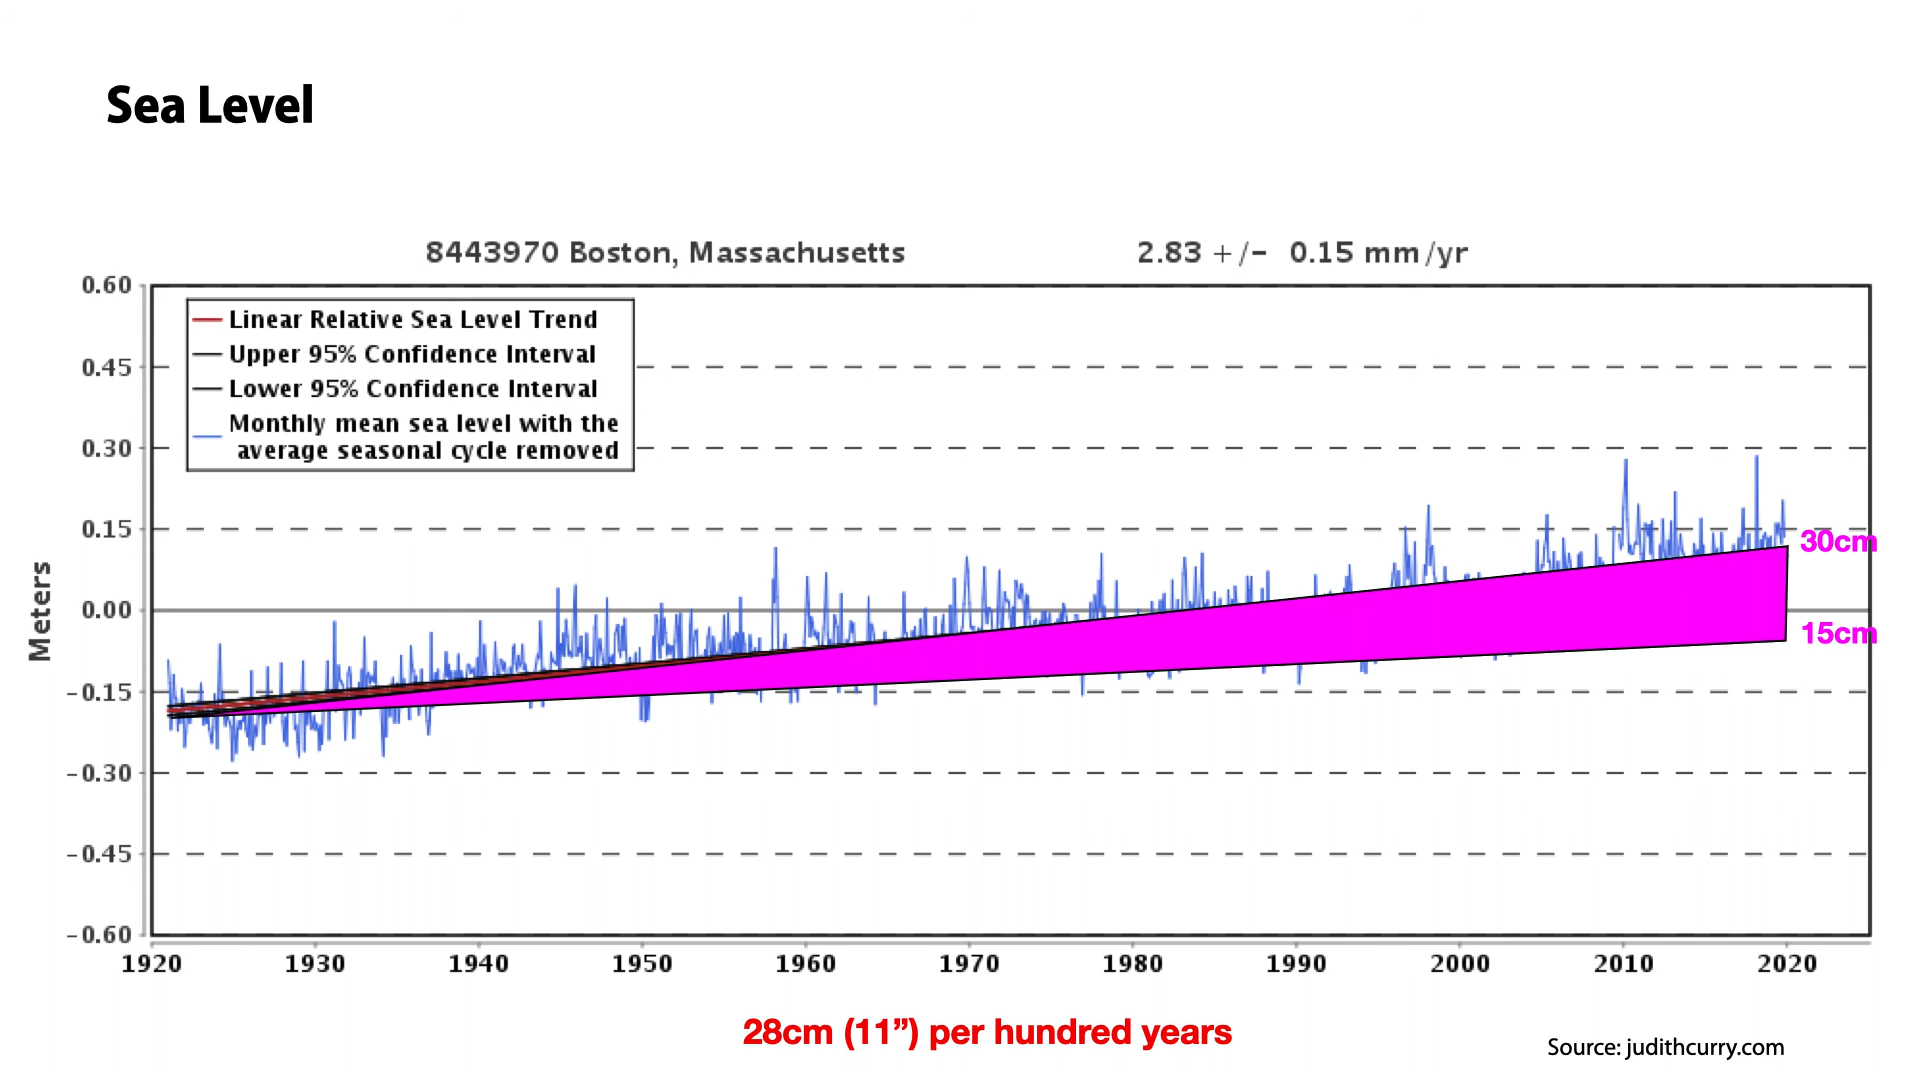 Sea Level
8443970 Boston, Massachusetts
2.83 +/- 0.15 mm/yr
Linear Relative Sea Level Trend
Upper 95% Confidence Interval
Lower 95% Confidence Interval
Monthly mean sea level with the
average seasonal cycle removed
Meters
0.60
0.45
0.30
0.15
0.00
-0.15
-0.30
-0.45
-0.60
30cm
15cm
1920 1930 1940 1950 1960 1970 1980 1990 2000 2010 2020
28cm (11”) per hundred years
Source: judithcurry.com